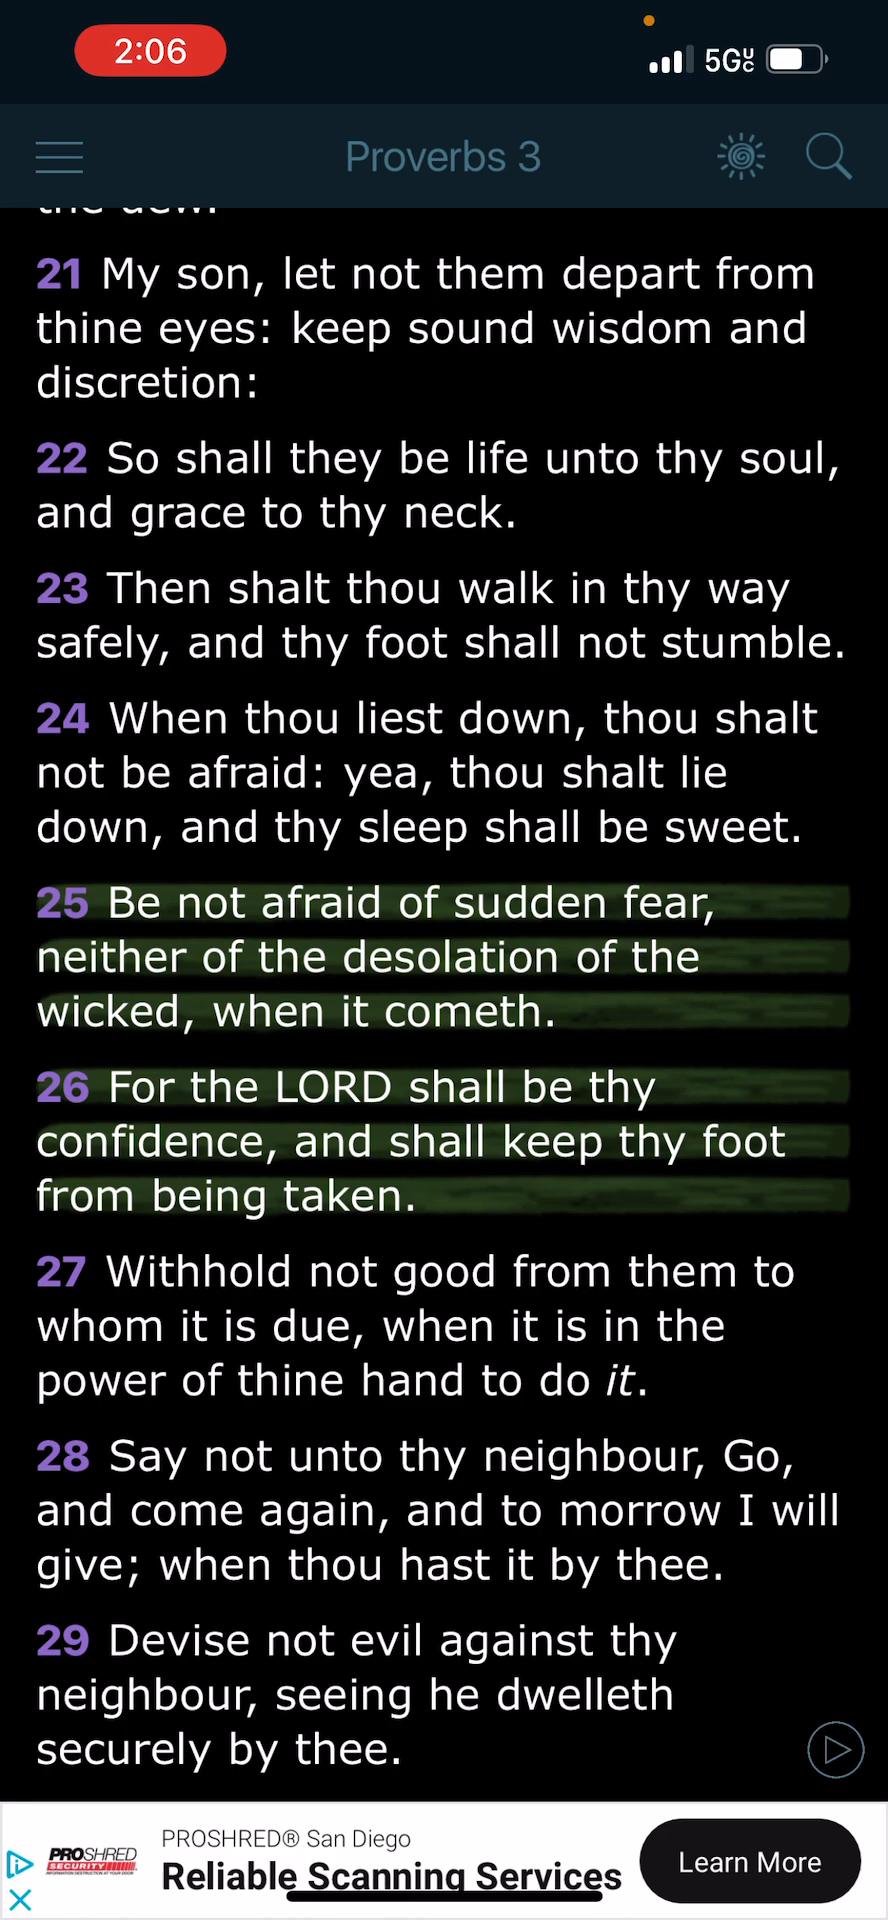 2:06
5GUC
Proverbs 3
the dew.
21 My son, let not them depart from
thine eyes: keep sound wisdom and
discretion:
22 So shall they be life unto thy soul,
and grace to thy neck.
23 Then shalt thou walk in thy way
safely, and thy foot shall not stumble.
24 When thou liest down, thou shalt
not be afraid: yea, thou shalt lie
down, and thy sleep shall be sweet.
25 Be not afraid of sudden fear,
neither of the desolation of the
wicked, when it cometh.
26 For the LORD shall be thy
confidence, and shall keep thy foot
from being taken.
27 Withhold not good from them to
whom it is due, when it is in the
power of thine hand to do it.
28 Say not unto thy neighbour, Go,
and come again, and to morrow I will
give; when thou hast it by thee.
29 Devise not evil against thy
neighbour, seeing he dwelleth
securely by thee.
PROSHRED
SECURITY
PROSHRED® San Diego
Reliable Scanning Services
Learn More